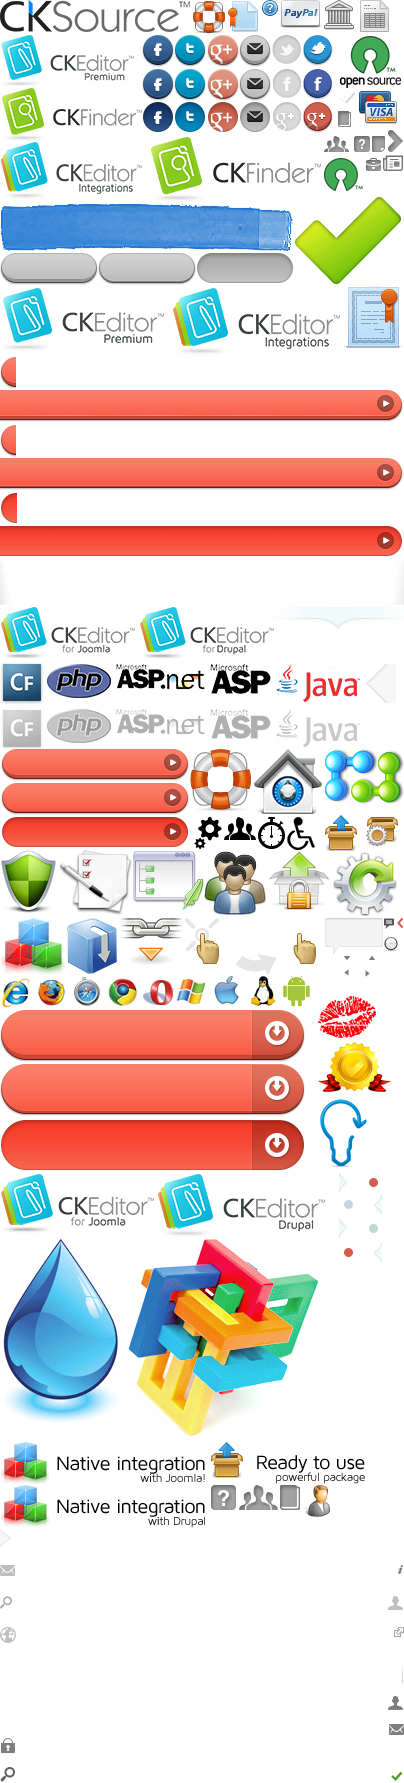 CKSource™
PayPal
CKEditor™
Premium
g+
open source
g+
VISA
CKFinder™
g+
g+
g+
CKEditor™
Integrations
CKFinder™
CKEditor™
Premium
CKEditor™
Integrations
CKEditor™
for Joomla
CKEditor™
for Drupal
CF
php
Microsoft
ASP.net
Microsoft
ASP
Java
CF
php
Microsoft
ASP.net
Microsoft
ASP
Java
CKEditor™
for Joomla
CKEditor™
Drupal
Native integration
with Joomla!
Ready to use
powerful package
Native integration
with Drupal